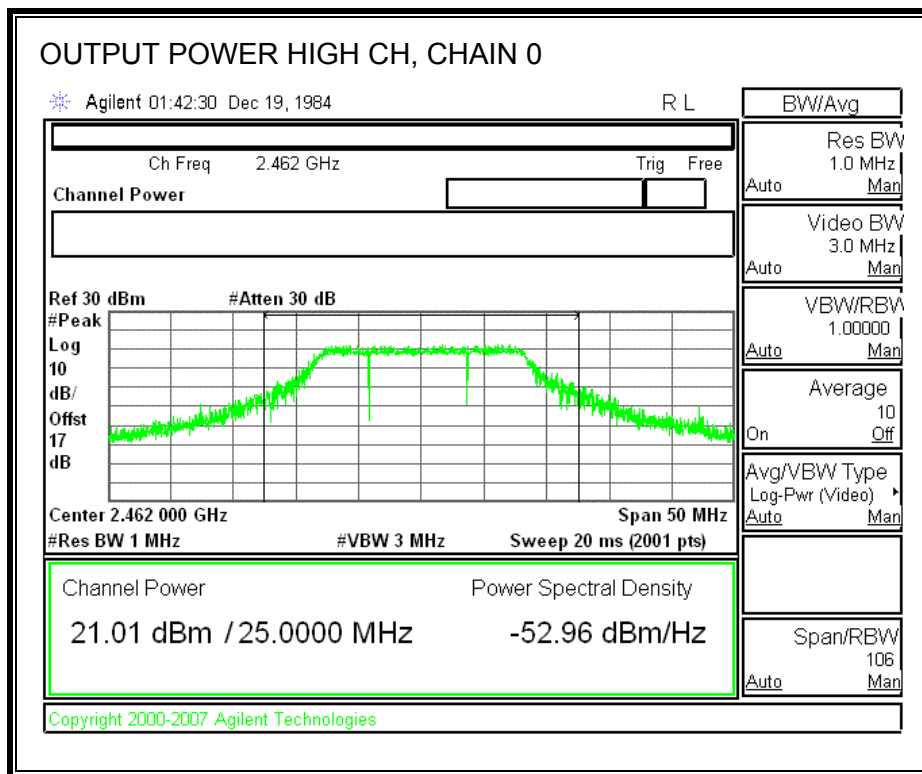 OUTPUT POWER HIGH CH, CHAIN 0
Agilent 01:42:30 Dec 19, 1984 R L
Ch Freq 2.462 GHz Trig Free
Channel Power
Ref 30 dBm #Atten 30 dB
#Peak
Log
10
dB/
Offst
17
dB
Center 2.462 000 GHz Span 50 MHz
#Res BW 1 MHz #VBW 3 MHz Sweep 20 ms (2001 pts)
Channel Power Power Spectral Density
21.01 dBm / 25.0000 MHz -52.96 dBm/Hz
Copyright 2000-2007 Agilent Technologies
BW/Avg
Res BW
1.0 MHz
Auto Man
Video BW
3.0 MHz
Auto Man
VBW/RBW
1.00000
Auto Man
Average
10
On Off
Avg/VBW Type
Log-Pwr (Video)
Auto Man
Span/RBW
106
Auto Man